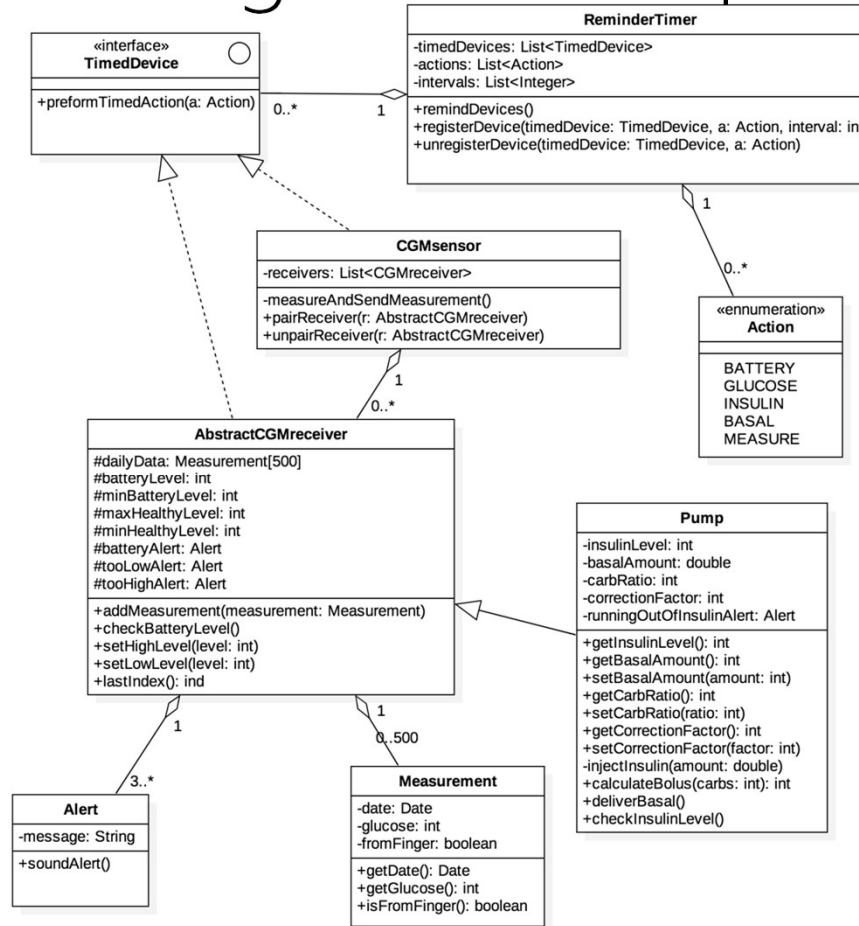 ReminderTimer
-timedDevices: List<TimedDevice>
-actions: List<Action>
-intervals: List<Integer>
+remindDevices()
+registerDevice(timedDevice: TimedDevice, a: Action, interval: in
+unregisterDevice(timedDevice: TimedDevice, a: Action)
«interface»
TimedDevice
+preformTimedAction(a: Action)
0..*
1
1
0..*
CGMsensor
-receivers: List<CGMreceiver>
-measureAndSendMeasurement()
+pairReceiver(r: AbstractCGMreceiver)
+unpairReceiver(r: AbstractCGMreceiver)
1
0..*
«ennumeration»
Action
BATTERY
GLUCOSE
INSULIN
BASAL
MEASURE
AbstractCGMreceiver
#dailyData: Measurement[500]
#batteryLevel: int
#minBatteryLevel: int
#maxHealthyLevel: int
#minHealthyLevel: int
#batteryAlert: Alert
#tooLowAlert: Alert
#tooHighAlert: Alert
+addMeasurement(measurement: Measurement)
+checkBatteryLevel()
+setHighLevel(level: int)
+setLowLevel(level: int)
+lastIndex(): ind
1
3..*
1
0..500
Pump
-insulinLevel: int
-basalAmount: double
-carbRatio: int
-correctionFactor: int
-runningOutOfInsulinAlert: Alert
+getInsulinLevel(): int
+getBasalAmount(): int
+setBasalAmount(amount: int)
+getCarbRatio(): int
+setCarbRatio(ratio: int)
+getCorrectionFactor(): int
+setCorrectionFactor(factor: int)
-injectInsulin(amount: double)
+calculateBolus(carbs: int): int
+deliverBasal()
+checkInsulinLevel()
Alert
-message: String
+soundAlert()
Measurement
-date: Date
-glucose: int
-fromFinger: boolean
+getDate(): Date
+getGlucose(): int
+isFromFinger(): boolean